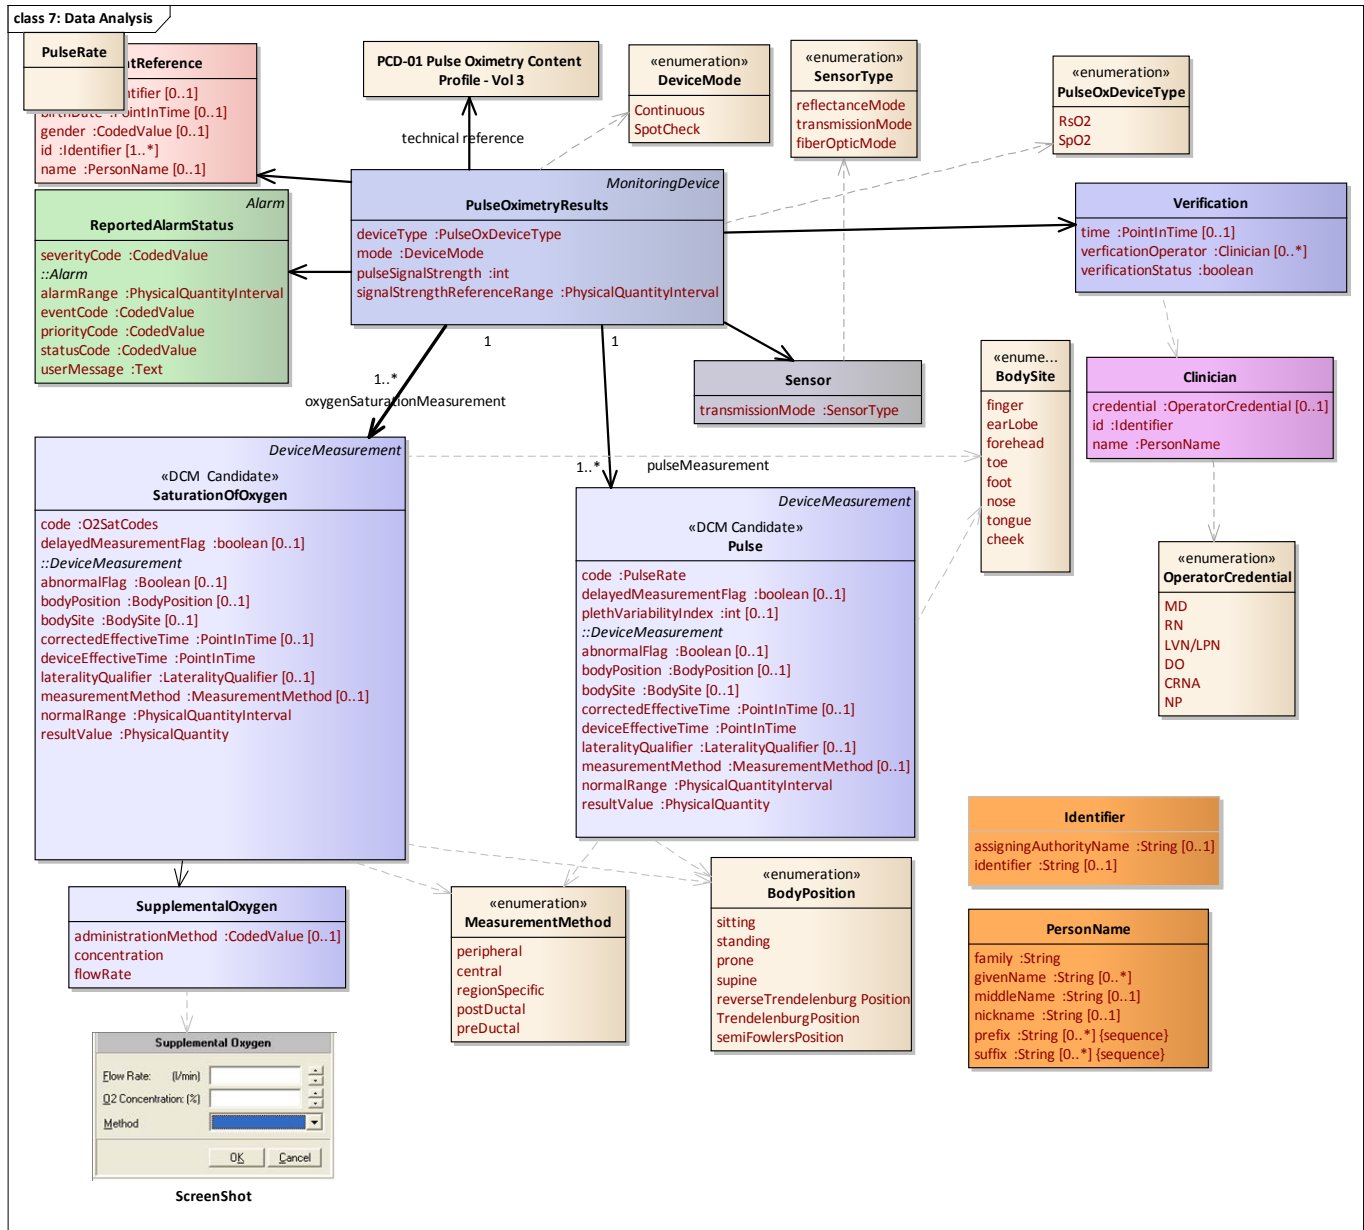 class 7: Data Analysis
PulseRate
ntReference
ntifier [0..1]
birthDate :PointInTime [0..1]
gender :CodedValue [0..1]
id :Identifier [1..*]
name :PersonName [0..1]
PCD-01 Pulse Oximetry Content
Profile - Vol 3
technical reference
«enumeration»
DeviceMode
Continuous
SpotCheck
«enumeration»
SensorType
reflectanceMode
transmissionMode
fiberOpticMode
«enumeration»
PulseOxDeviceType
RsO2
SpO2
Alarm
ReportedAlarmStatus
severityCode :CodedValue
::Alarm
alarmRange :PhysicalQuantityInterval
eventCode :CodedValue
priorityCode :CodedValue
statusCode :CodedValue
userMessage :Text
MonitoringDevice
PulseOximetryResults
deviceType :PulseOxDeviceType
mode :DeviceMode
pulseSignalStrength :int
signalStrengthReferenceRange :PhysicalQuantityInterval
Verification
time :PointInTime [0..1]
verficationOperator :Clinician [0..*]
verificationStatus :boolean
1
1
1..*
oxygenSaturationMeasurement
1..*
pulseMeasurement
Sensor
transmissionMode :SensorType
«enume...
BodySite
finger
earLobe
forehead
toe
foot
nose
tongue
cheek
Clinician
credential :OperatorCredential [0..1]
id :Identifier
name :PersonName
DeviceMeasurement
«DCM Candidate»
SaturationOfOxygen
code :O2SatCodes
delayedMeasurementFlag :boolean [0..1]
::DeviceMeasurement
abnormalFlag :Boolean [0..1]
bodyPosition :BodyPosition [0..1]
bodySite :BodySite [0..1]
correctedEffectiveTime :PointInTime [0..1]
deviceEffectiveTime :PointInTime
lateralityQualifier :LateralityQualifier [0..1]
measurementMethod :MeasurementMethod [0..1]
normalRange :PhysicalQuantityInterval
resultValue :PhysicalQuantity
DeviceMeasurement
«DCM Candidate»
Pulse
code :PulseRate
delayedMeasurementFlag :boolean [0..1]
plethVariabilityIndex :int [0..1]
::DeviceMeasurement
abnormalFlag :Boolean [0..1]
bodyPosition :BodyPosition [0..1]
bodySite :BodySite [0..1]
correctedEffectiveTime :PointInTime [0..1]
deviceEffectiveTime :PointInTime
lateralityQualifier :LateralityQualifier [0..1]
measurementMethod :MeasurementMethod [0..1]
normalRange :PhysicalQuantityInterval
resultValue :PhysicalQuantity
«enumeration»
OperatorCredential
MD
RN
LVN/LPN
DO
CRNA
NP
Identifier
assigningAuthorityName :String [0..1]
identifier :String [0..1]
SupplementalOxygen
administrationMethod :CodedValue [0..1]
concentration
flowRate
«enumeration»
MeasurementMethod
peripheral
central
regionSpecific
postDuctal
preDuctal
«enumeration»
BodyPosition
sitting
standing
prone
supine
reverseTrendelenburg Position
TrendelenburgPosition
semiFowlersPosition
PersonName
family :String
givenName :String [0..*]
middleName :String [0..1]
nickname :String [0..1]
prefix :String [0..*] {sequence}
suffix :String [0..*] {sequence}
Supplemental Oxygen
Flow Rate: (l/min)
O2 Concentration: (%)
Method
OK Cancel
ScreenShot